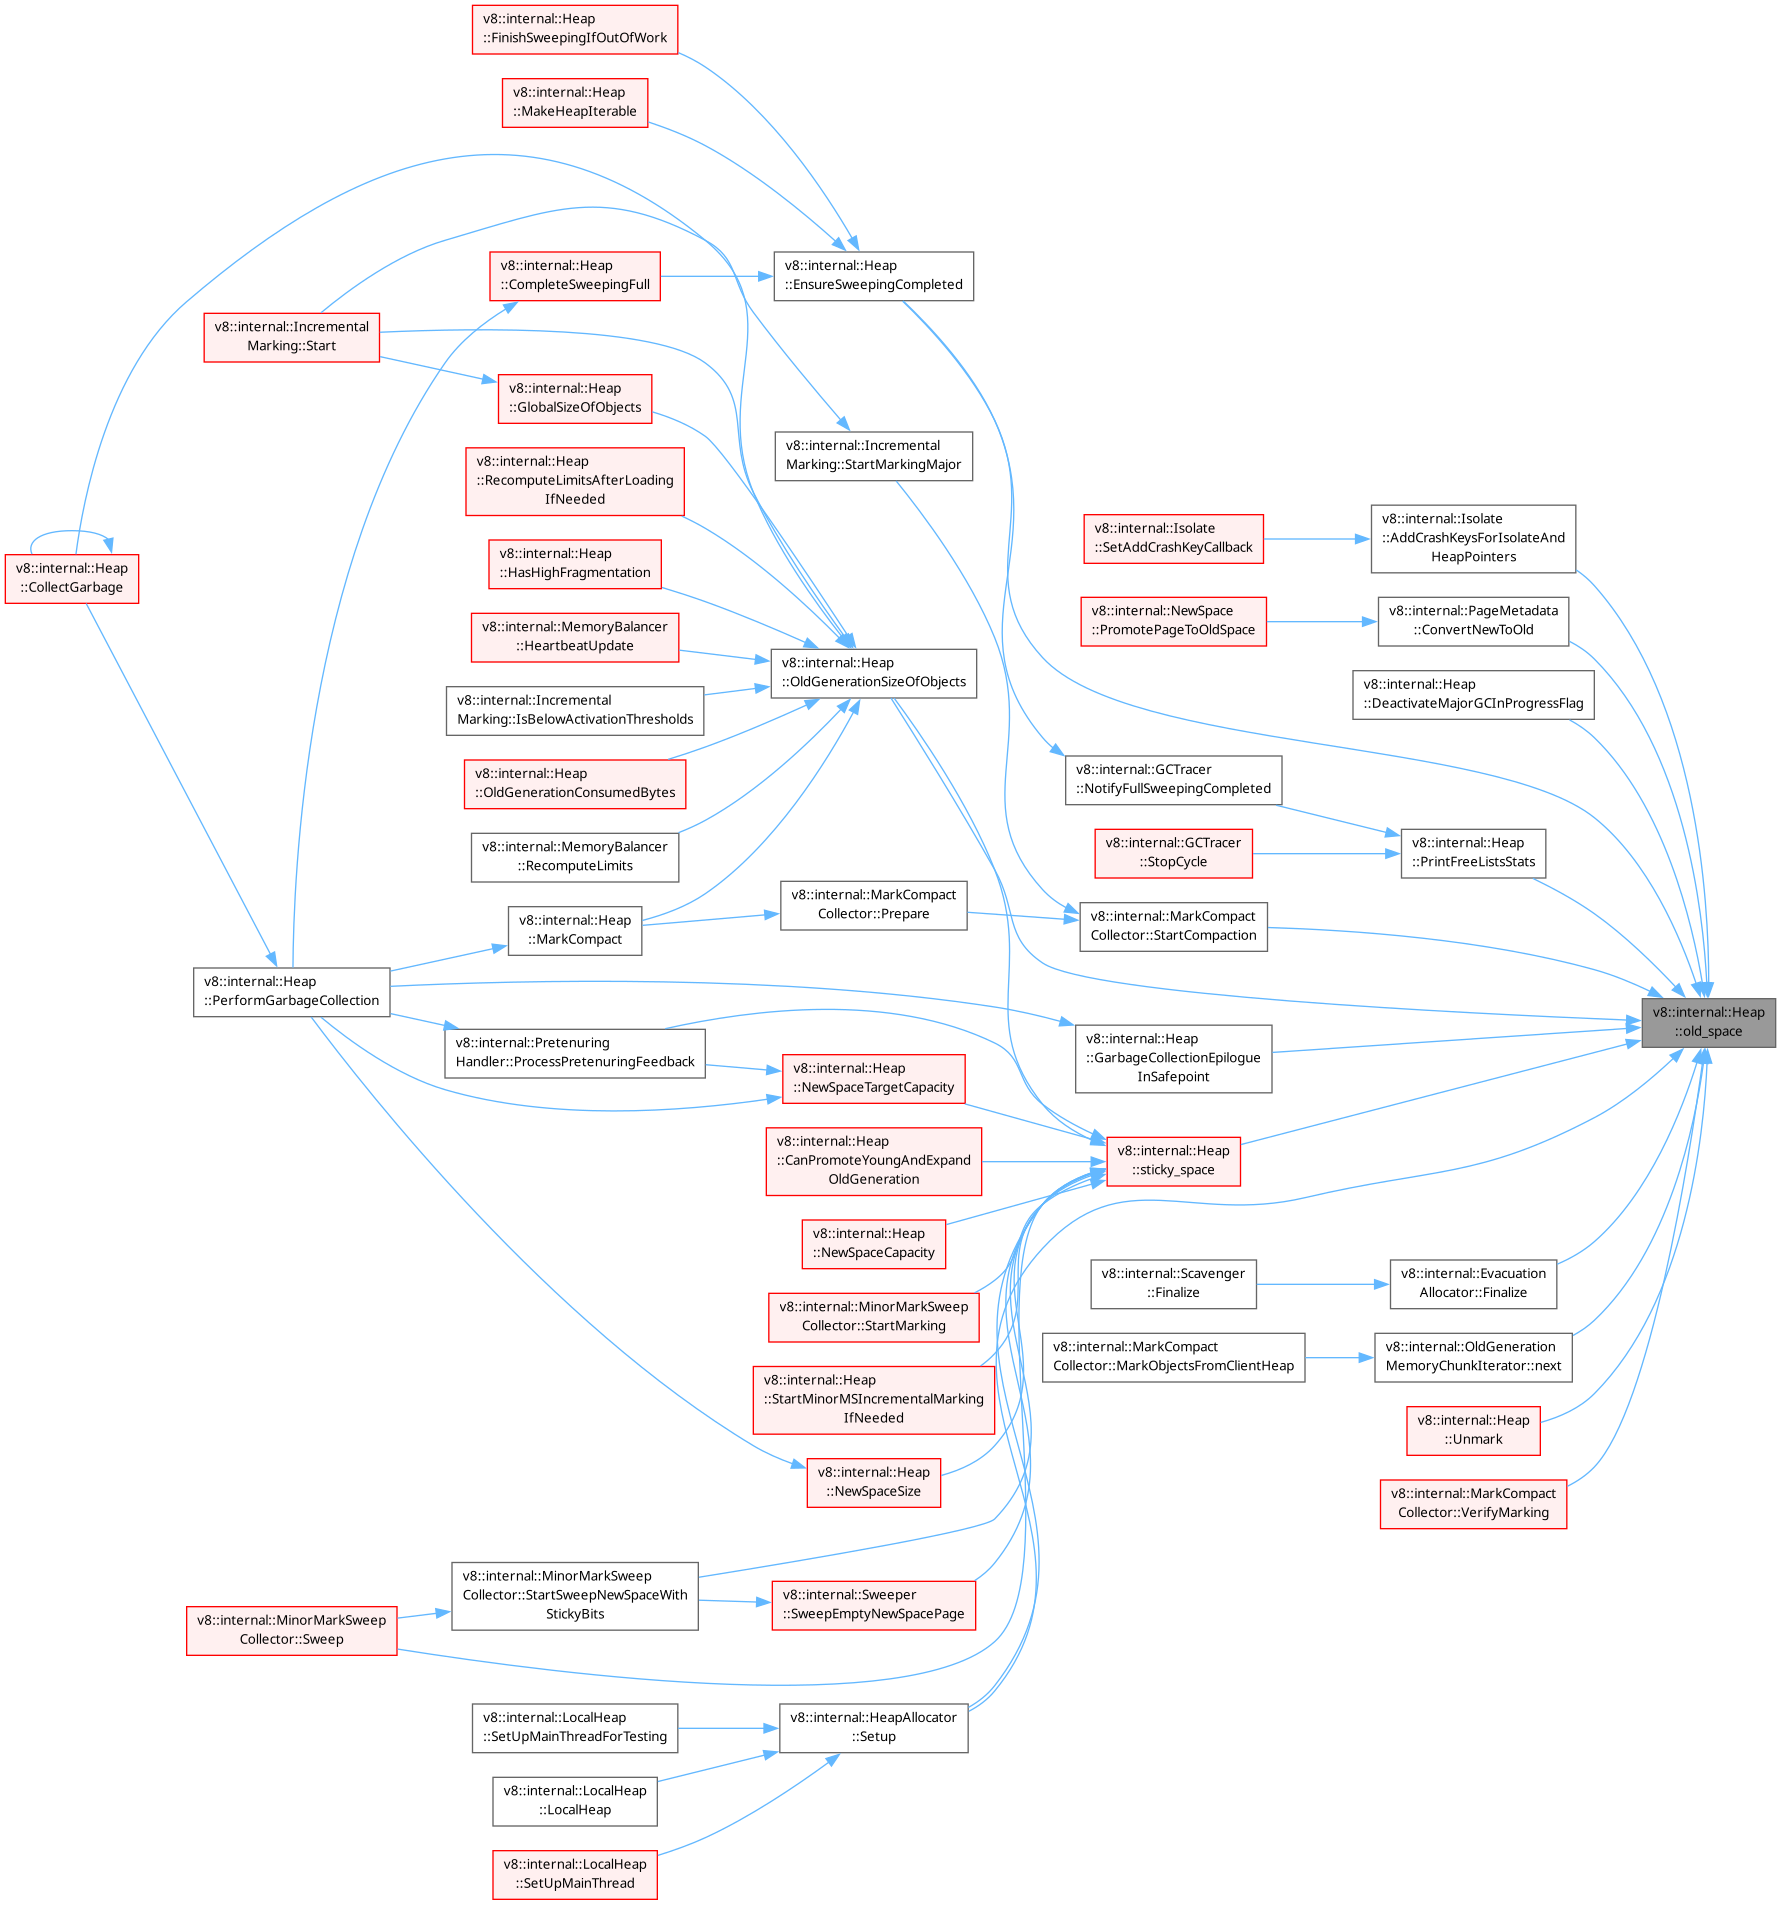 v8::internal::Heap
::FinishSweepingIfOutOfWork
v8::internal::Heap
::MakeHeapIterable
v8::internal::Heap
::CompleteSweepingFull
v8::internal::Heap
::EnsureSweepingCompleted
v8::internal::Incremental
Marking::Start
v8::internal::Heap
::GlobalSizeOfObjects
v8::internal::Incremental
Marking::StartMarkingMajor
v8::internal::Heap
::RecomputeLimitsAfterLoading
IfNeeded
v8::internal::Heap
::HasHighFragmentation
v8::internal::Heap
::CollectGarbage
v8::internal::MemoryBalancer
::HeartbeatUpdate
v8::internal::Heap
::OldGenerationSizeOfObjects
v8::internal::Incremental
Marking::IsBelowActivationThresholds
v8::internal::Heap
::OldGenerationConsumedBytes
v8::internal::MemoryBalancer
::RecomputeLimits
v8::internal::Heap
::MarkCompact
v8::internal::MarkCompact
Collector::Prepare
v8::internal::Heap
::PerformGarbageCollection
v8::internal::Pretenuring
Handler::ProcessPretenuringFeedback
v8::internal::Heap
::NewSpaceTargetCapacity
v8::internal::Heap
::CanPromoteYoungAndExpand
OldGeneration
v8::internal::Heap
::NewSpaceCapacity
v8::internal::MinorMarkSweep
Collector::StartMarking
v8::internal::Heap
::StartMinorMSIncrementalMarking
IfNeeded
v8::internal::Heap
::NewSpaceSize
v8::internal::MinorMarkSweep
Collector::StartSweepNewSpaceWith
StickyBits
v8::internal::Sweeper
::SweepEmptyNewSpacePage
v8::internal::MinorMarkSweep
Collector::Sweep
v8::internal::LocalHeap
::SetUpMainThreadForTesting
v8::internal::HeapAllocator
::Setup
v8::internal::LocalHeap
::LocalHeap
v8::internal::LocalHeap
::SetUpMainThread
v8::internal::Isolate
::SetAddCrashKeyCallback
v8::internal::Isolate
::AddCrashKeysForIsolateAnd
HeapPointers
v8::internal::NewSpace
::PromotePageToOldSpace
v8::internal::PageMetadata
::ConvertNewToOld
v8::internal::Heap
::DeactivateMajorGCInProgressFlag
v8::internal::GCTracer
::NotifyFullSweepingCompleted
v8::internal::GCTracer
::StopCycle
v8::internal::Heap
::PrintFreeListsStats
v8::internal::MarkCompact
Collector::StartCompaction
v8::internal::Heap
::GarbageCollectionEpilogue
InSafepoint
v8::internal::Heap
::old_space
v8::internal::Heap
::sticky_space
v8::internal::Scavenger
::Finalize
v8::internal::Evacuation
Allocator::Finalize
v8::internal::MarkCompact
Collector::MarkObjectsFromClientHeap
v8::internal::OldGeneration
MemoryChunkIterator::next
v8::internal::Heap
::Unmark
v8::internal::MarkCompact
Collector::VerifyMarking